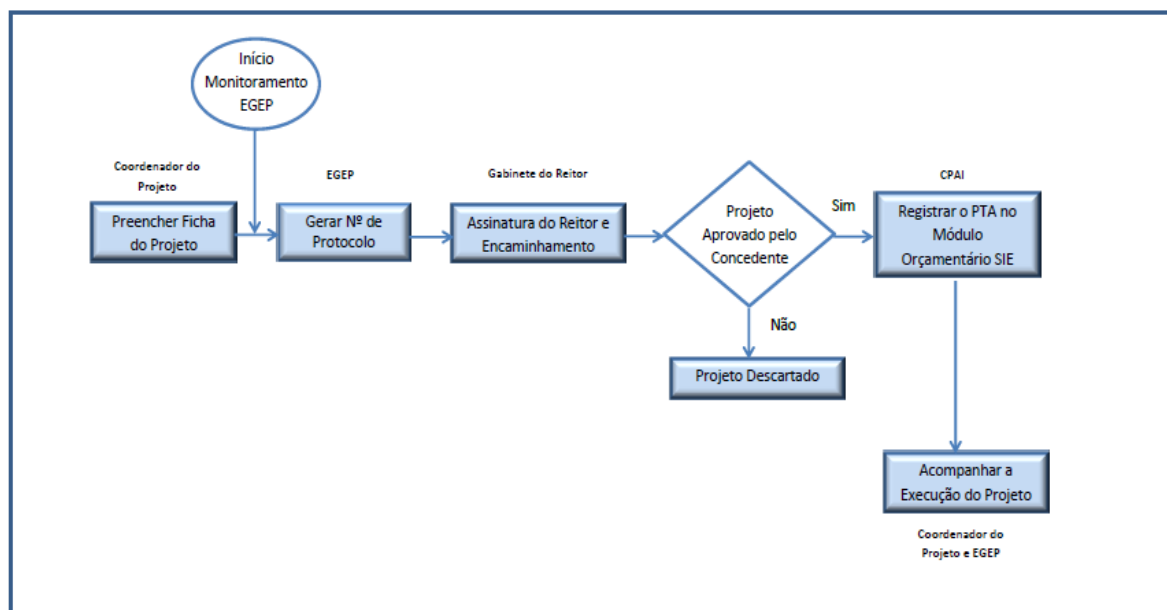 Início
Monitoramento
EGEP
Coordenador do
Projeto
Preencher Ficha
do Projeto
EGEP
Gerar Nº de
Protocolo
Gabinete do Reitor
Assinatura do Reitor e
Encaminhamento
Projeto
Aprovado pelo
Concedente
Sim
CPAI
Registrar o PTA no
Módulo
Orçamentário SIE
Não
Projeto Descartado
Acompanhar a
Execução do Projeto
Coordenador do
Projeto e EGEP